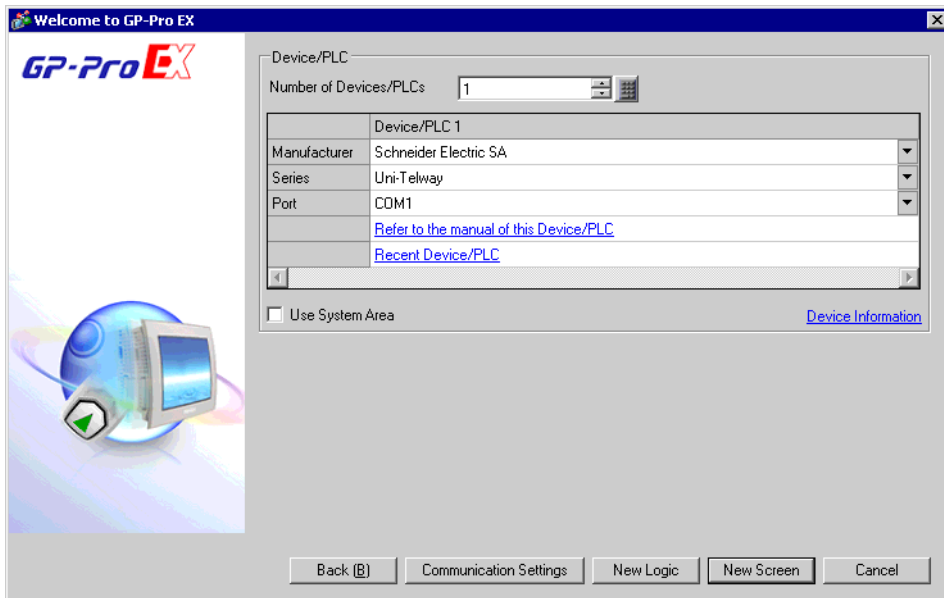 Welcome to GP-Pro EX
GP-Pro EX
Device/PLC
Number of Devices/PLCs 1
Device/PLC 1
Manufacturer Schneider Electric SA
Series Uni-Telway
Port COM1
Refer to the manual of this Device/PLC
Recent Device/PLC
Use System Area Device Information
Back (B) Communication Settings New Logic New Screen Cancel